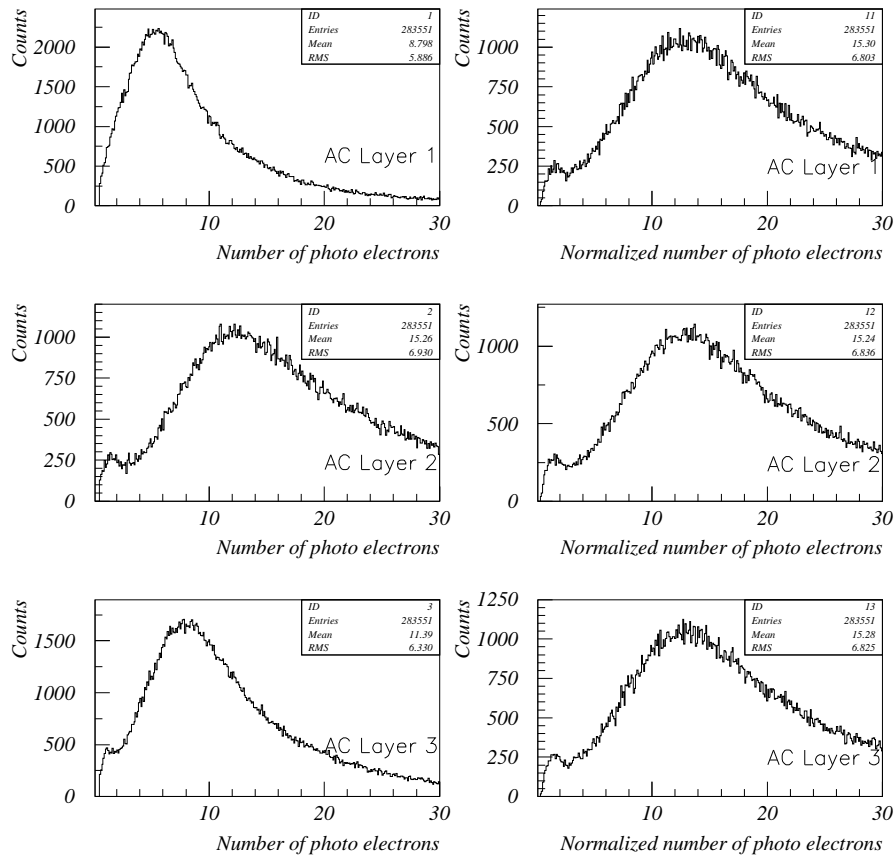 Counts
2000
1500
1000
500
0
ID 1
Entries 283551
Mean 8.798
RMS 5.886
AC Layer 1
10 20 30
Number of photo electrons
Counts
1000
750
500
250
0
ID 11
Entries 283551
Mean 15.30
RMS 6.803
AC Layer 1
10 20 30
Normalized number of photo electrons
Counts
1000
750
500
250
0
ID 2
Entries 283551
Mean 15.26
RMS 6.930
AC Layer 2
10 20 30
Number of photo electrons
Counts
1000
500
0
ID 12
Entries 283551
Mean 15.24
RMS 6.836
AC Layer 2
10 20 30
Normalized number of photo electrons
Counts
1500
1000
500
0
ID 3
Entries 283551
Mean 11.39
RMS 6.330
AC Layer 3
10 20 30
Number of photo electrons
Counts
1250
1000
750
500
250
0
ID 13
Entries 283551
Mean 15.28
RMS 6.825
AC Layer 3
10 20 30
Normalized number of photo electrons